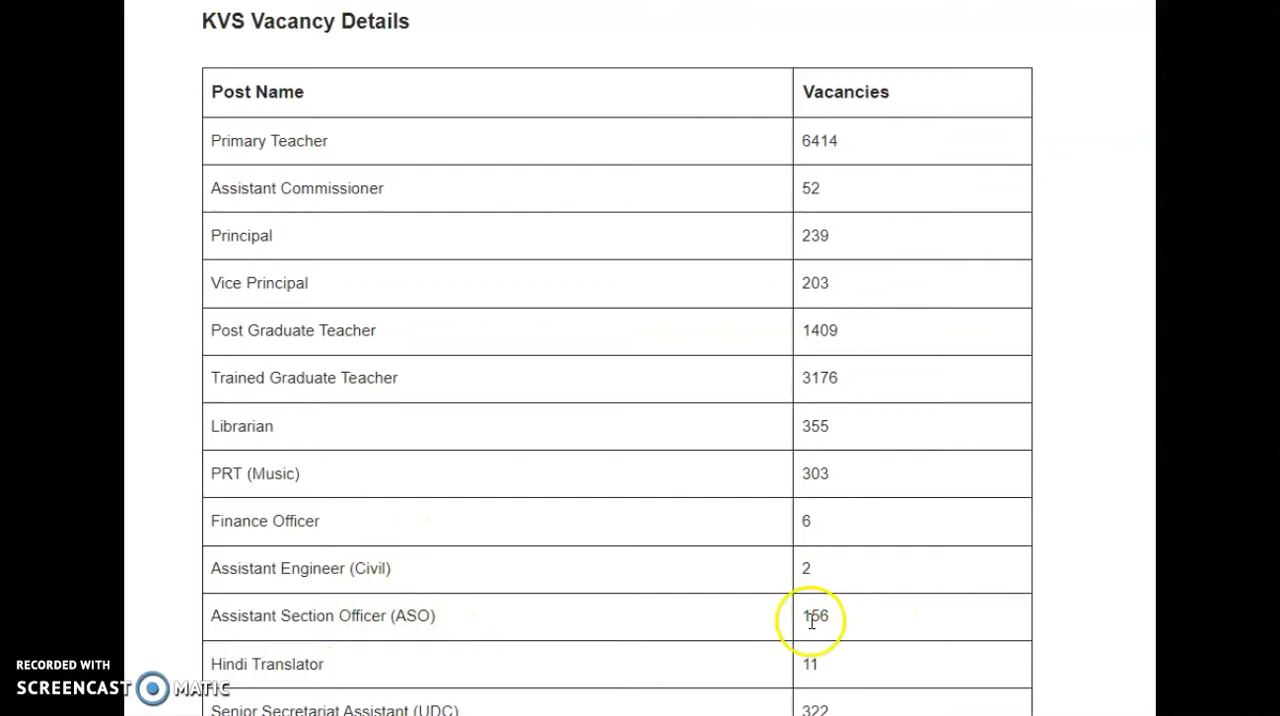 KVS Vacancy Details
Post Name Vacancies
Primary Teacher 6414
Assistant Commissioner 52
Principal 239
Vice Principal 203
Post Graduate Teacher 1409
Trained Graduate Teacher 3176
Librarian 355
PRT (Music) 303
Finance Officer 6
Assistant Engineer (Civil) 2
Assistant Section Officer (ASO) 156
Hindi Translator 11
Senior Secretariat Assistant (UDC) 322
RECORDED WITH
SCREENCAST MATIC